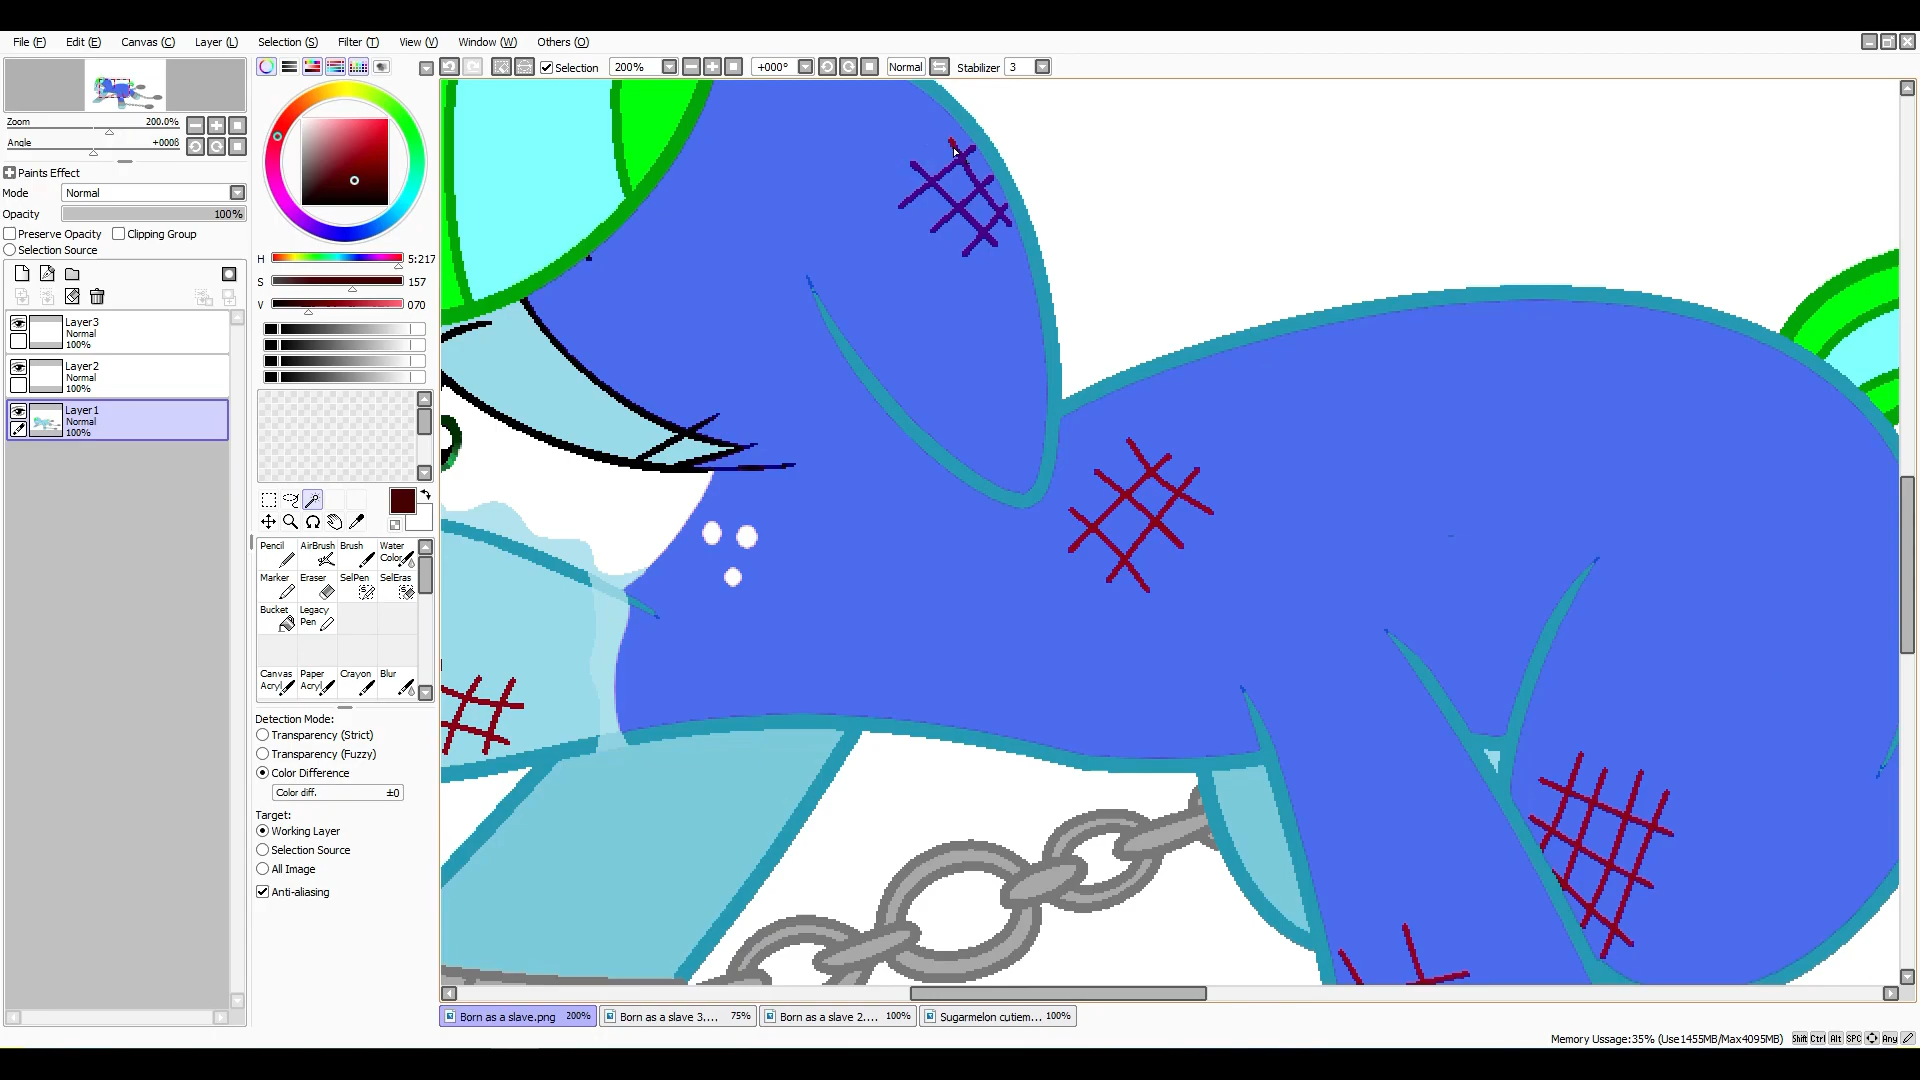 File (F) Edit (E) Canvas (C) Layer (L) Selection (S) Filter (T) View (V) Window (W) Others (O)
Selection 200% +000° Normal Stabilizer 3
Zoom 200.0%
Angle +000
Paints Effect
Mode Normal
Opacity 100%
Preserve Opacity Clipping Group
Selection Source
Layer3
Normal
100%
Layer2
Normal
100%
Layer1
Normal
100%
H 5:217
S 157
V 070
Pencil AirBrush Brush Water
Color
Marker Eraser SelPen SelEras
Bucket Legacy
Pen
Canvas Paper Crayon Blur
Acryl Acryl
Detection Mode:
Transparency (Strict)
Transparency (Fuzzy)
Color Difference
Color diff. ±0
Target:
Working Layer
Selection Source
All Image
Anti-aliasing
Born as a slave.png 200% Born as a slave 3.... 75% Born as a slave 2.... 100% Sugarmelon cutiem... 100%
Memory Ussage:35% (Use1455MB/Max4095MB) Shift Ctrl Alt SPC Any